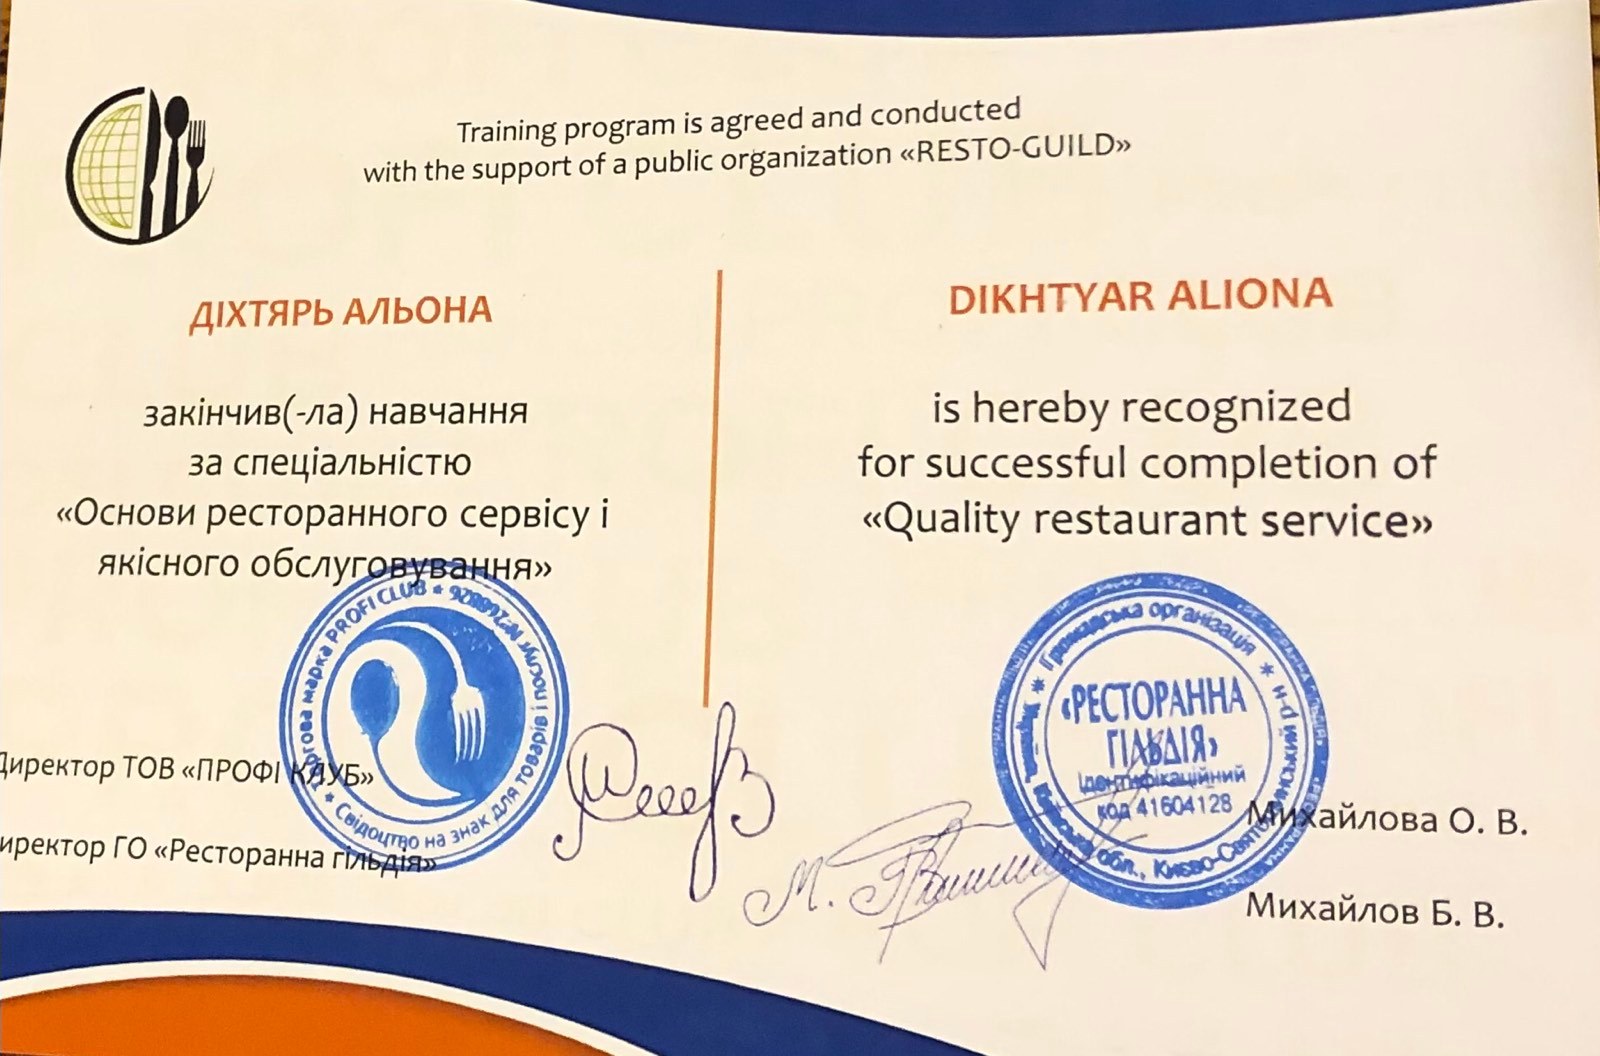 Training program is agreed and conducted
with the support of a public organization «RESTO-GUILD»
ДІХТЯРЬ АЛЬОНА
закінчив(-ла) навчання
за спеціальністю
«Основи ресторанного сервісу і
якісного обслуговування»
DIKHTYAR ALIONA
is hereby recognized
for successful completion of
«Quality restaurant service»
Торгова марка PROFI CLUB * Свідоцтво на знак для товарів і послуг №268826 *
Громадська організація * Україна, Київська обл., Києво-Святошинський р-н *
«РЕСТОРАННА
ГІЛЬДІЯ»
Ідентифікаційний
код 41604128
Директор ТОВ «ПРОФІ КЛУБ»
Михайлова О. В.
иректор ГО «Ресторанна гільдія»
Михайлов Б. В.